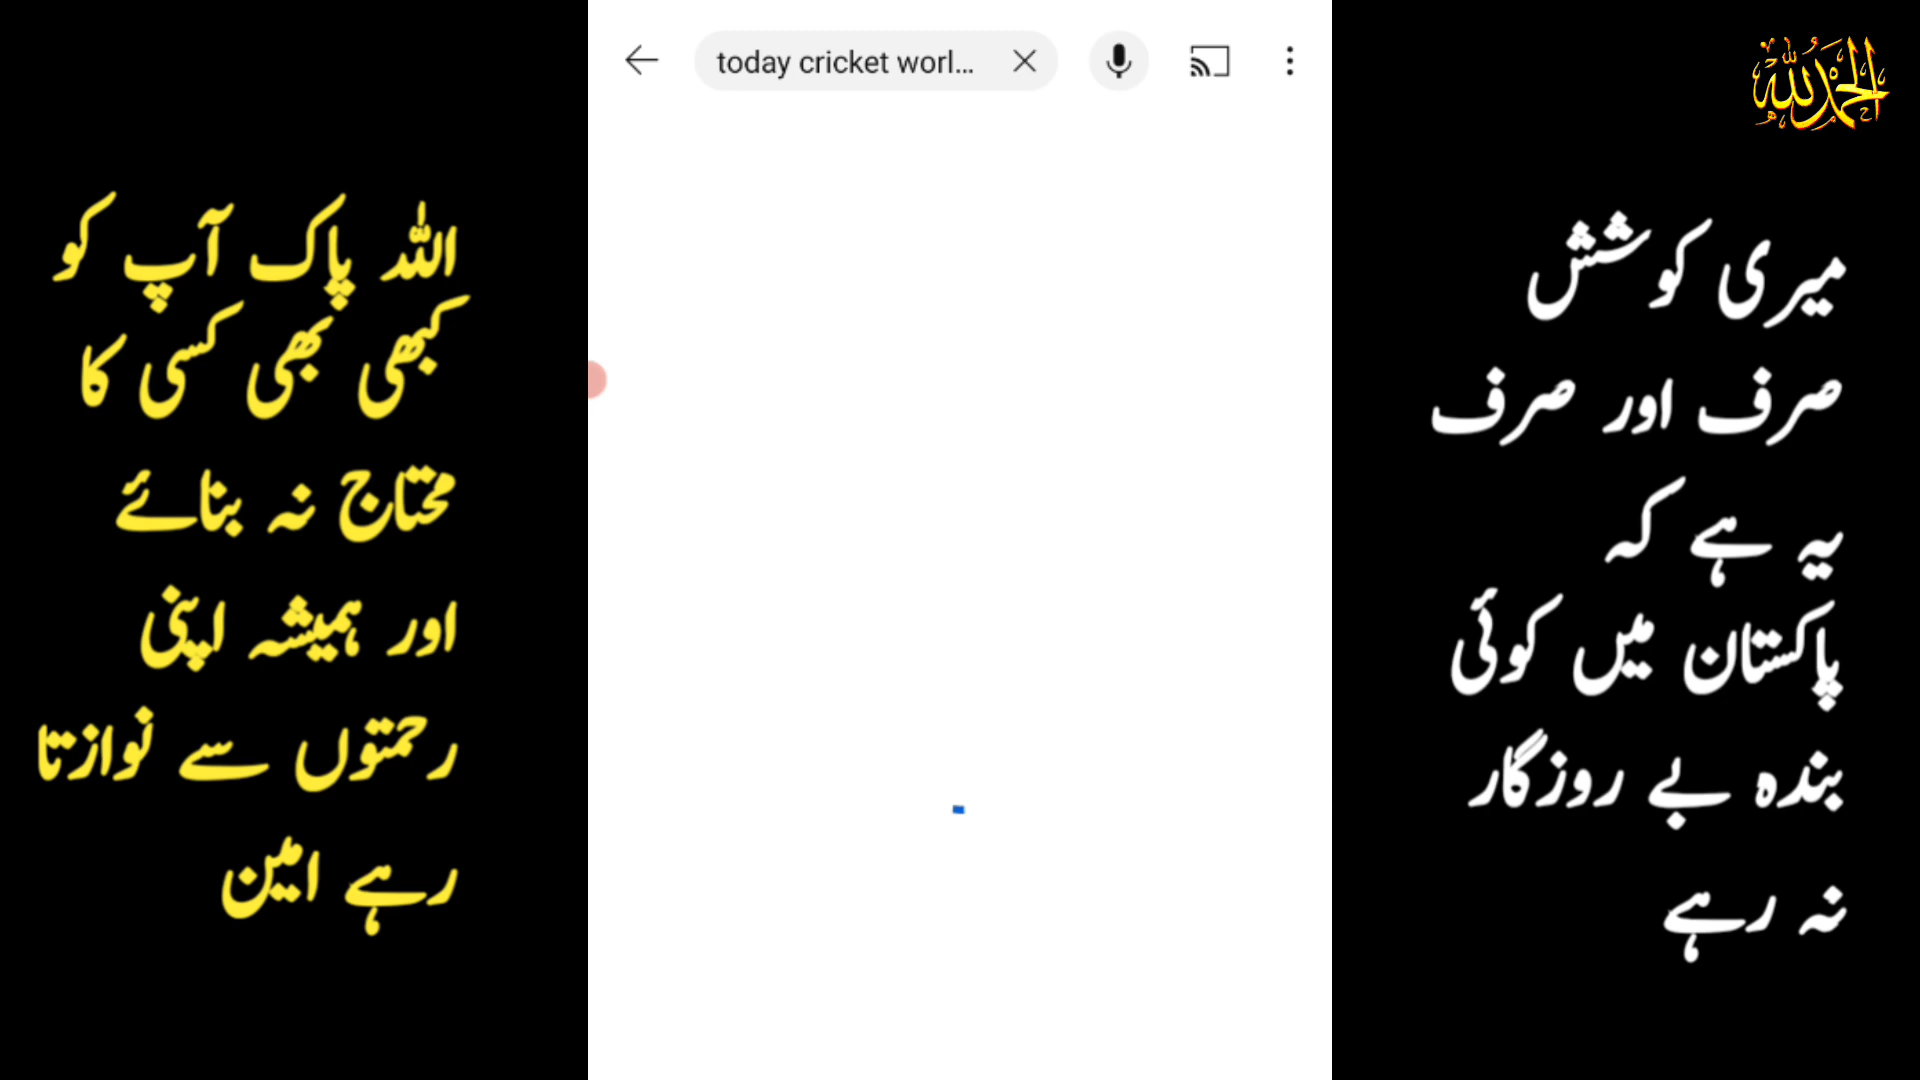 today cricket worl...
الحمدللہ
اللہ پاک آپ کو
کبھی بھی کسی کا
محتاج نہ بنائے
اور ہمیشہ اپنی
رحمتوں سے نوازتا
رہے امین
میری کوشش
صرف اور صرف
یہ ہے کہ
پاکستان میں کوئی
بندہ بے روزگار
نہ رہے